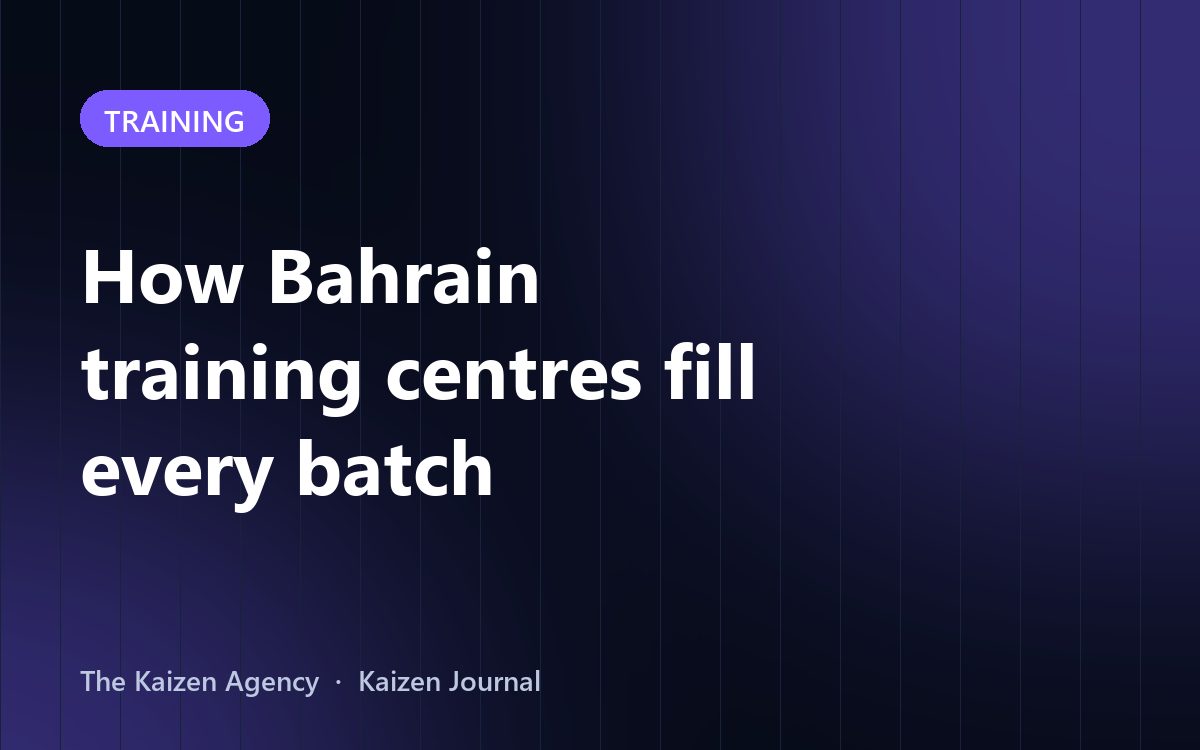 TRAINING
How Bahrain
training centres fill
every batch
The Kaizen Agency · Kaizen Journal